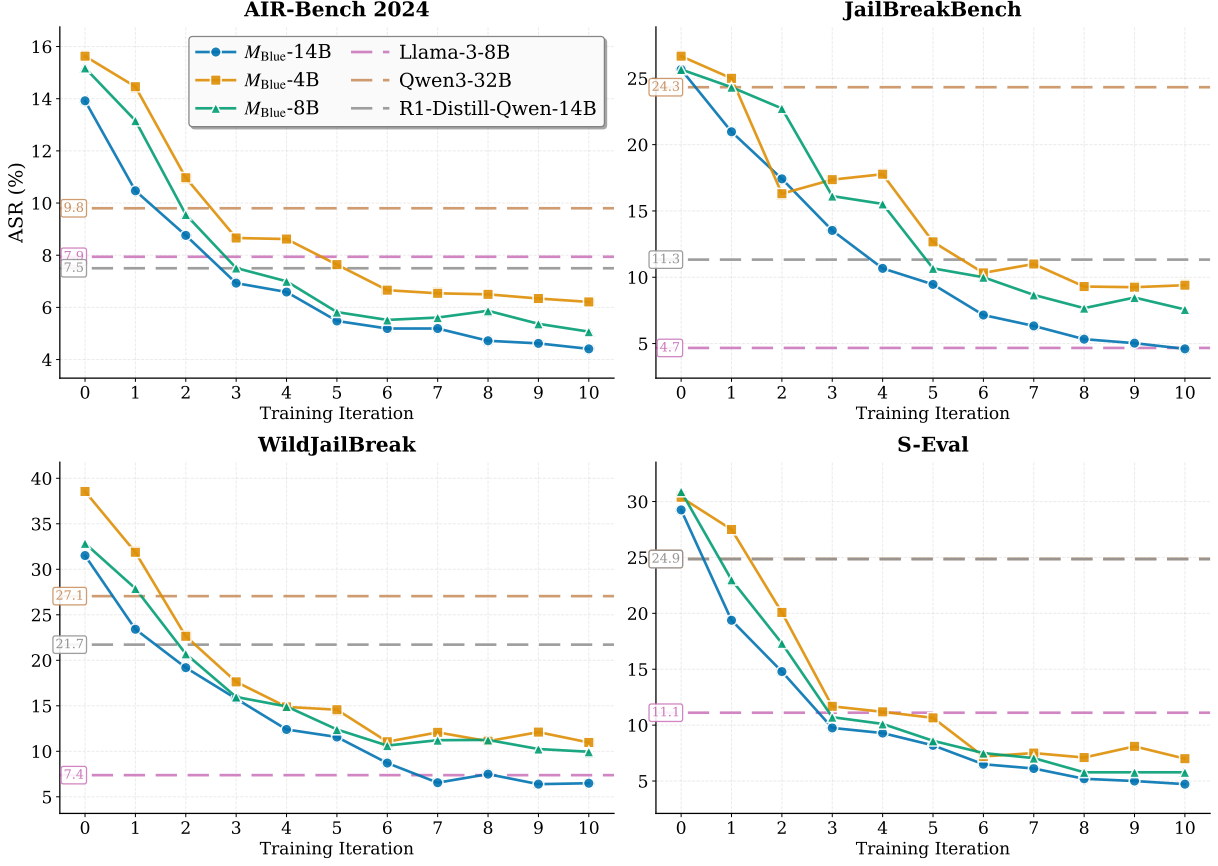 AIR-Bench 2024
ASR (%)
16
14
12
10
8
6
4
9.8
7.9
7.5
M_Blue-14B
M_Blue-4B
M_Blue-8B
Llama-3-8B
Qwen3-32B
R1-Distill-Qwen-14B
0 1 2 3 4 5 6 7 8 9 10
Training Iteration
JailBreakBench
25
20
15
10
5
24.3
11.3
4.7
0 1 2 3 4 5 6 7 8 9 10
Training Iteration
WildJailBreak
40
35
30
25
20
15
10
5
27.1
21.7
7.4
0 1 2 3 4 5 6 7 8 9 10
Training Iteration
S-Eval
30
25
20
15
10
5
24.9
11.1
0 1 2 3 4 5 6 7 8 9 10
Training Iteration